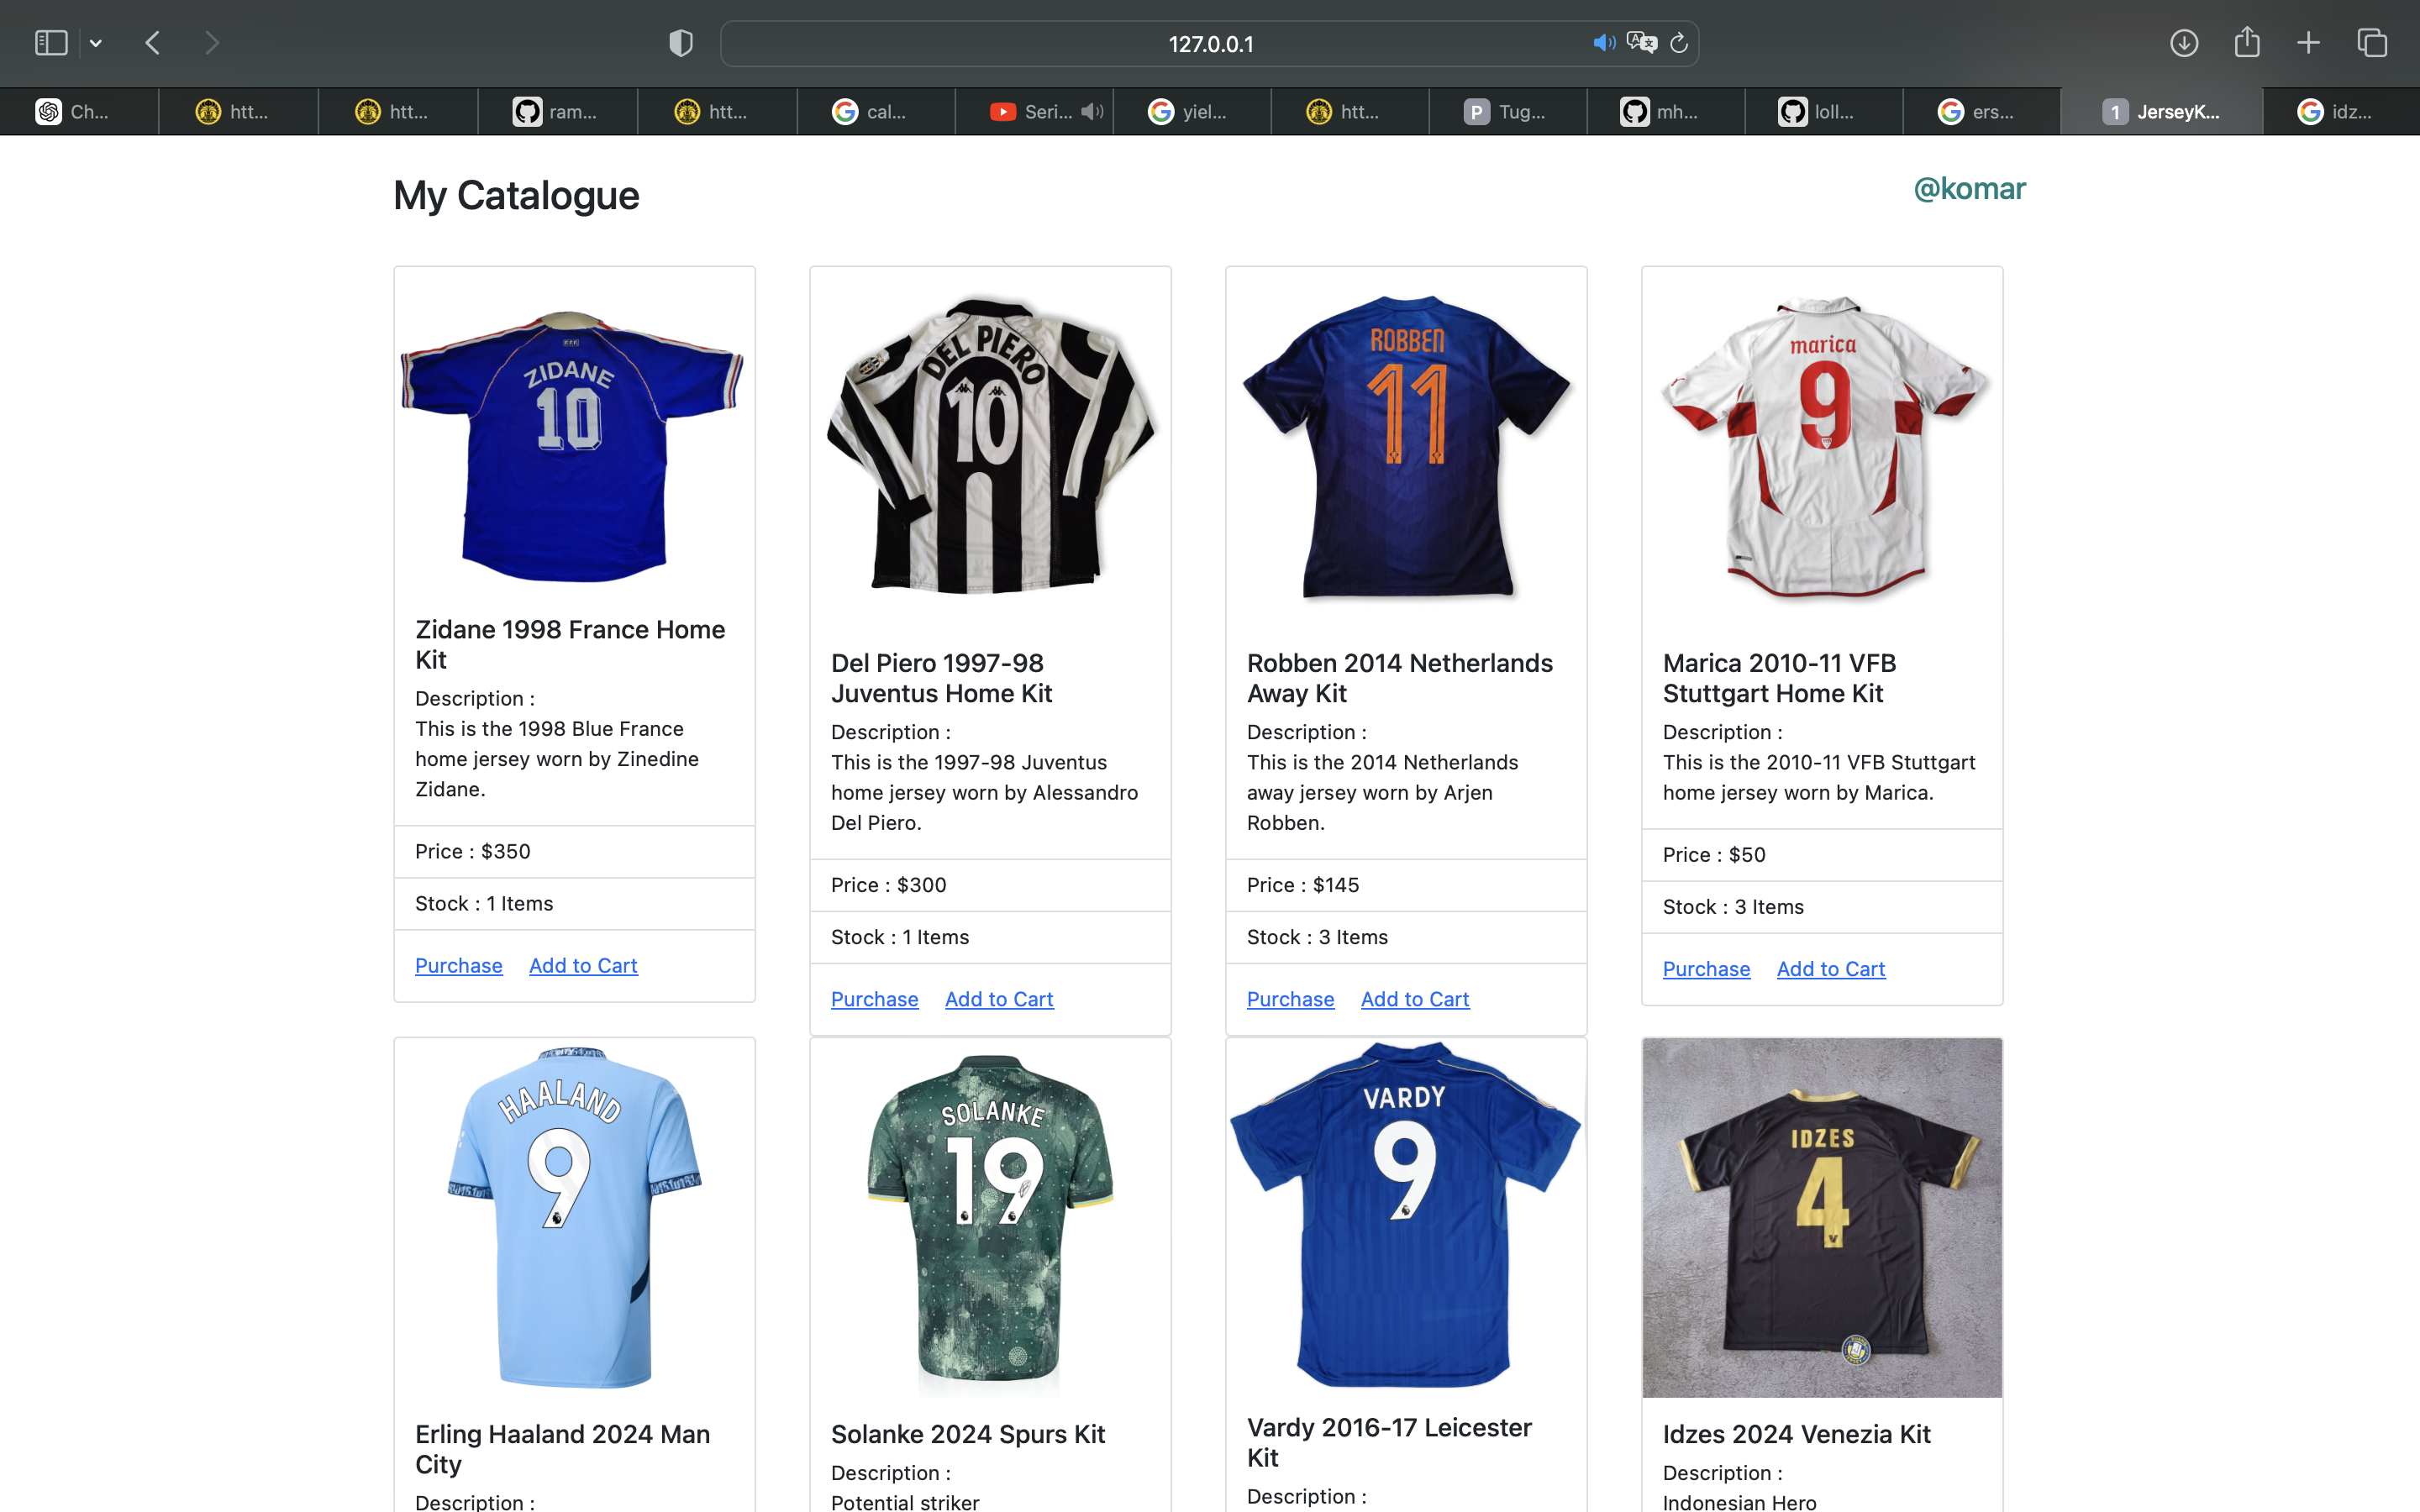 127.0.0.1
Ch...
htt...
htt...
ram...
htt...
cal...
Seri...
yiel...
htt...
P Tug...
mh...
loll...
ers...
1 JerseyK...
idz...
My Catalogue
@komar
ZIDANE
10
DEL PIERO
10
ROBBEN
11
marica
9
Zidane 1998 France Home
Kit
Description :
This is the 1998 Blue France
home jersey worn by Zinedine
Zidane.
Price : $350
Stock : 1 Items
Purchase Add to Cart
Del Piero 1997-98
Juventus Home Kit
Description :
This is the 1997-98 Juventus
home jersey worn by Alessandro
Del Piero.
Price : $300
Stock : 1 Items
Purchase Add to Cart
Robben 2014 Netherlands
Away Kit
Description :
This is the 2014 Netherlands
away jersey worn by Arjen
Robben.
Price : $145
Stock : 3 Items
Purchase Add to Cart
Marica 2010-11 VFB
Stuttgart Home Kit
Description :
This is the 2010-11 VFB Stuttgart
home jersey worn by Marica.
Price : $50
Stock : 3 Items
Purchase Add to Cart
HAALAND
9
SOLANKE
19
VARDY
9
IDZES
4
Erling Haaland 2024 Man
City
Description :
Solanke 2024 Spurs Kit
Description :
Potential striker
Vardy 2016-17 Leicester
Kit
Description :
Idzes 2024 Venezia Kit
Description :
Indonesian Hero